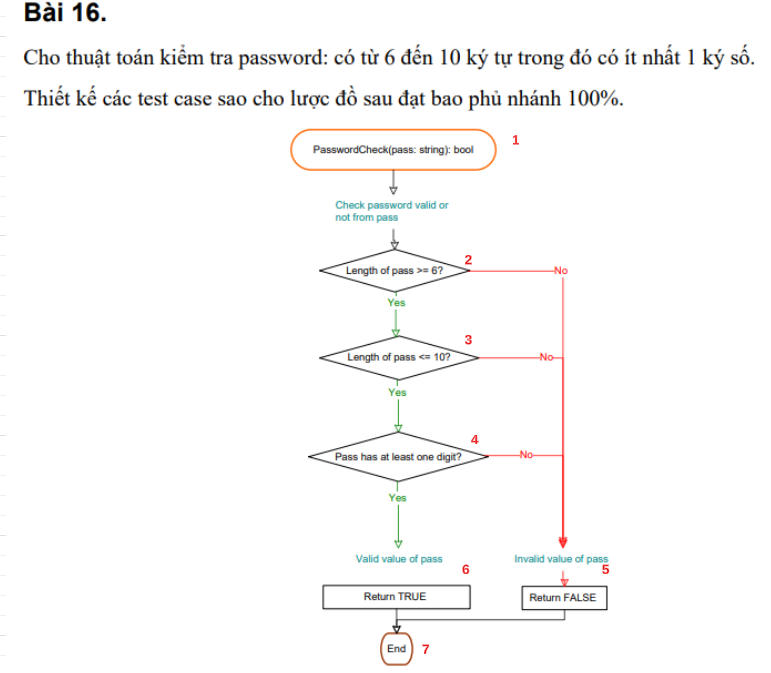 Bài 16.
Cho thuật toán kiểm tra password: có từ 6 đến 10 ký tự trong đó có ít nhất 1 ký số.
Thiết kế các test case sao cho lược đồ sau đạt bao phủ nhánh 100%.
PasswordCheck(pass: string): bool
1
Check password valid or
not from pass
2
Length of pass >= 6?
No
Yes
3
Length of pass <= 10?
No
Yes
4
Pass has at least one digit?
No
Yes
Valid value of pass
Invalid value of pass
6
5
Return TRUE
Return FALSE
End
7